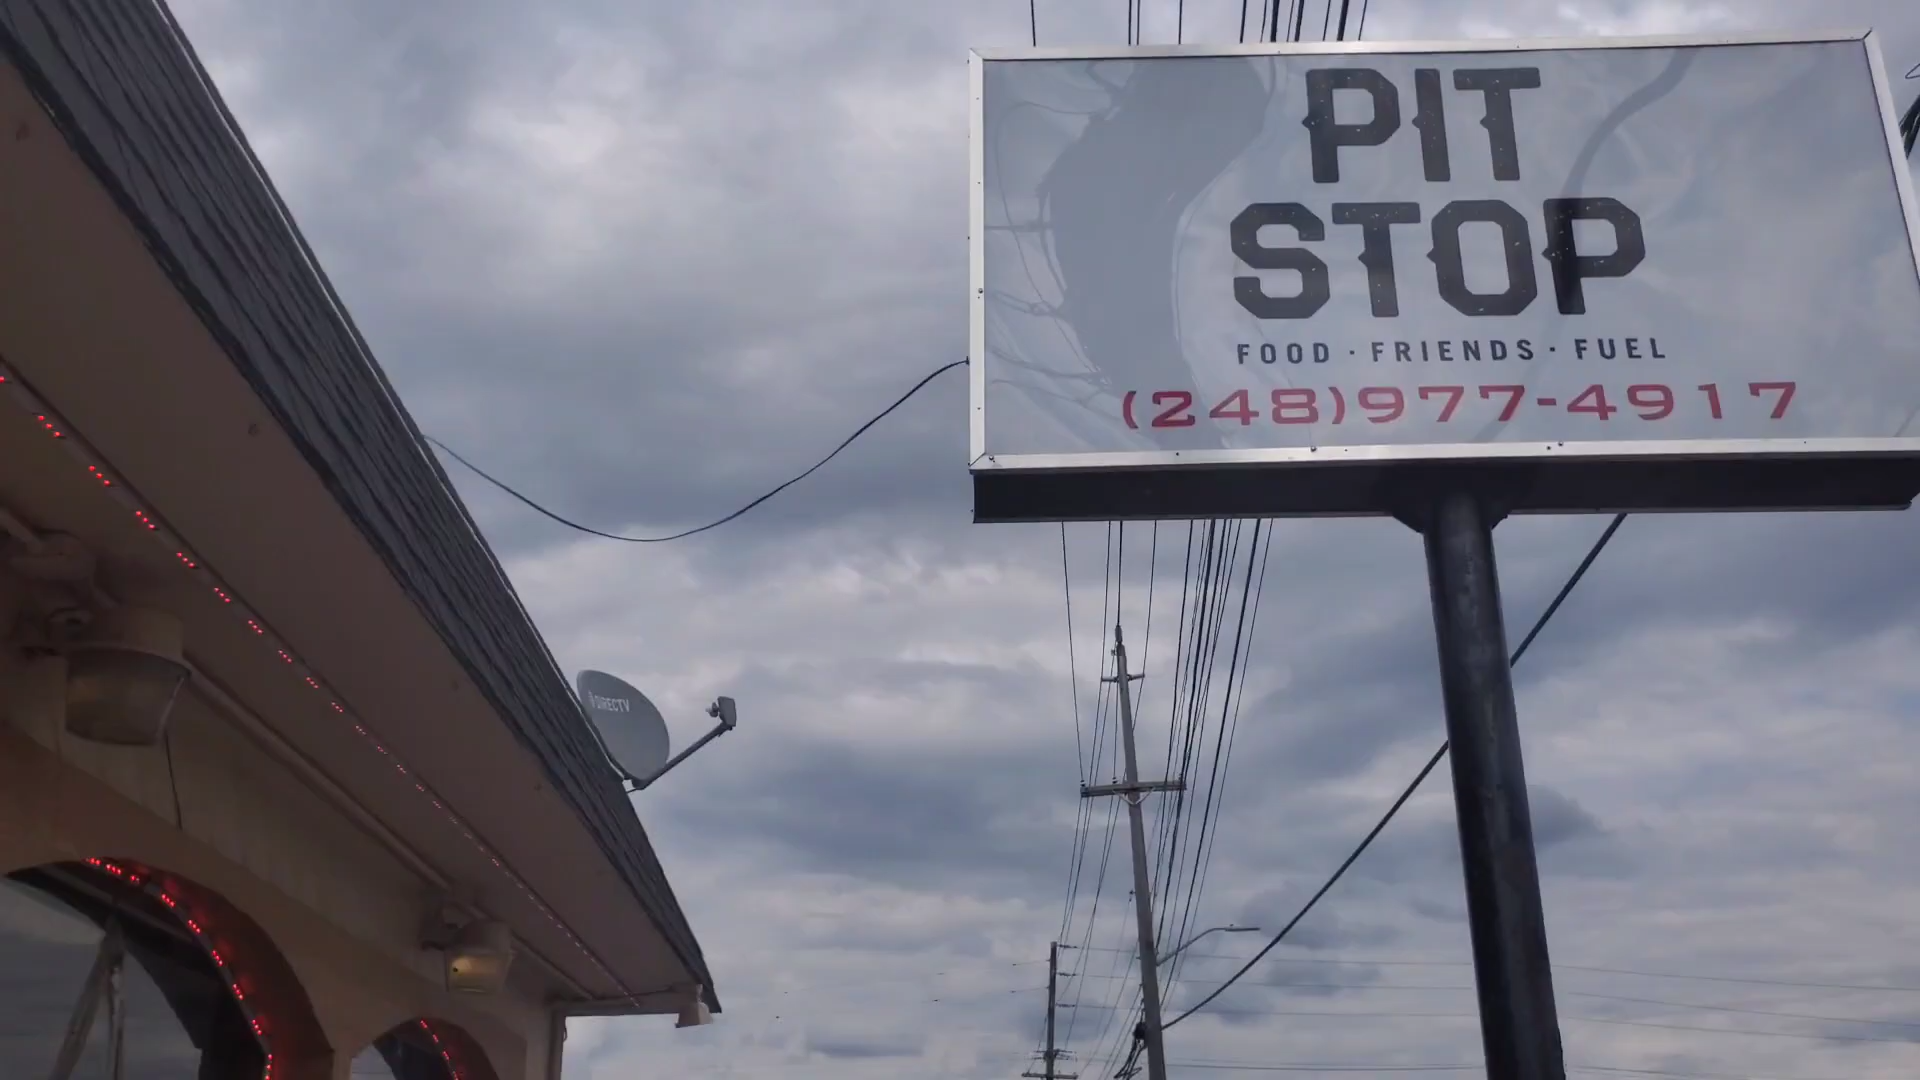 PIT
STOP
FOOD · FRIENDS · FUEL
(248)977-4917
DIRECTV